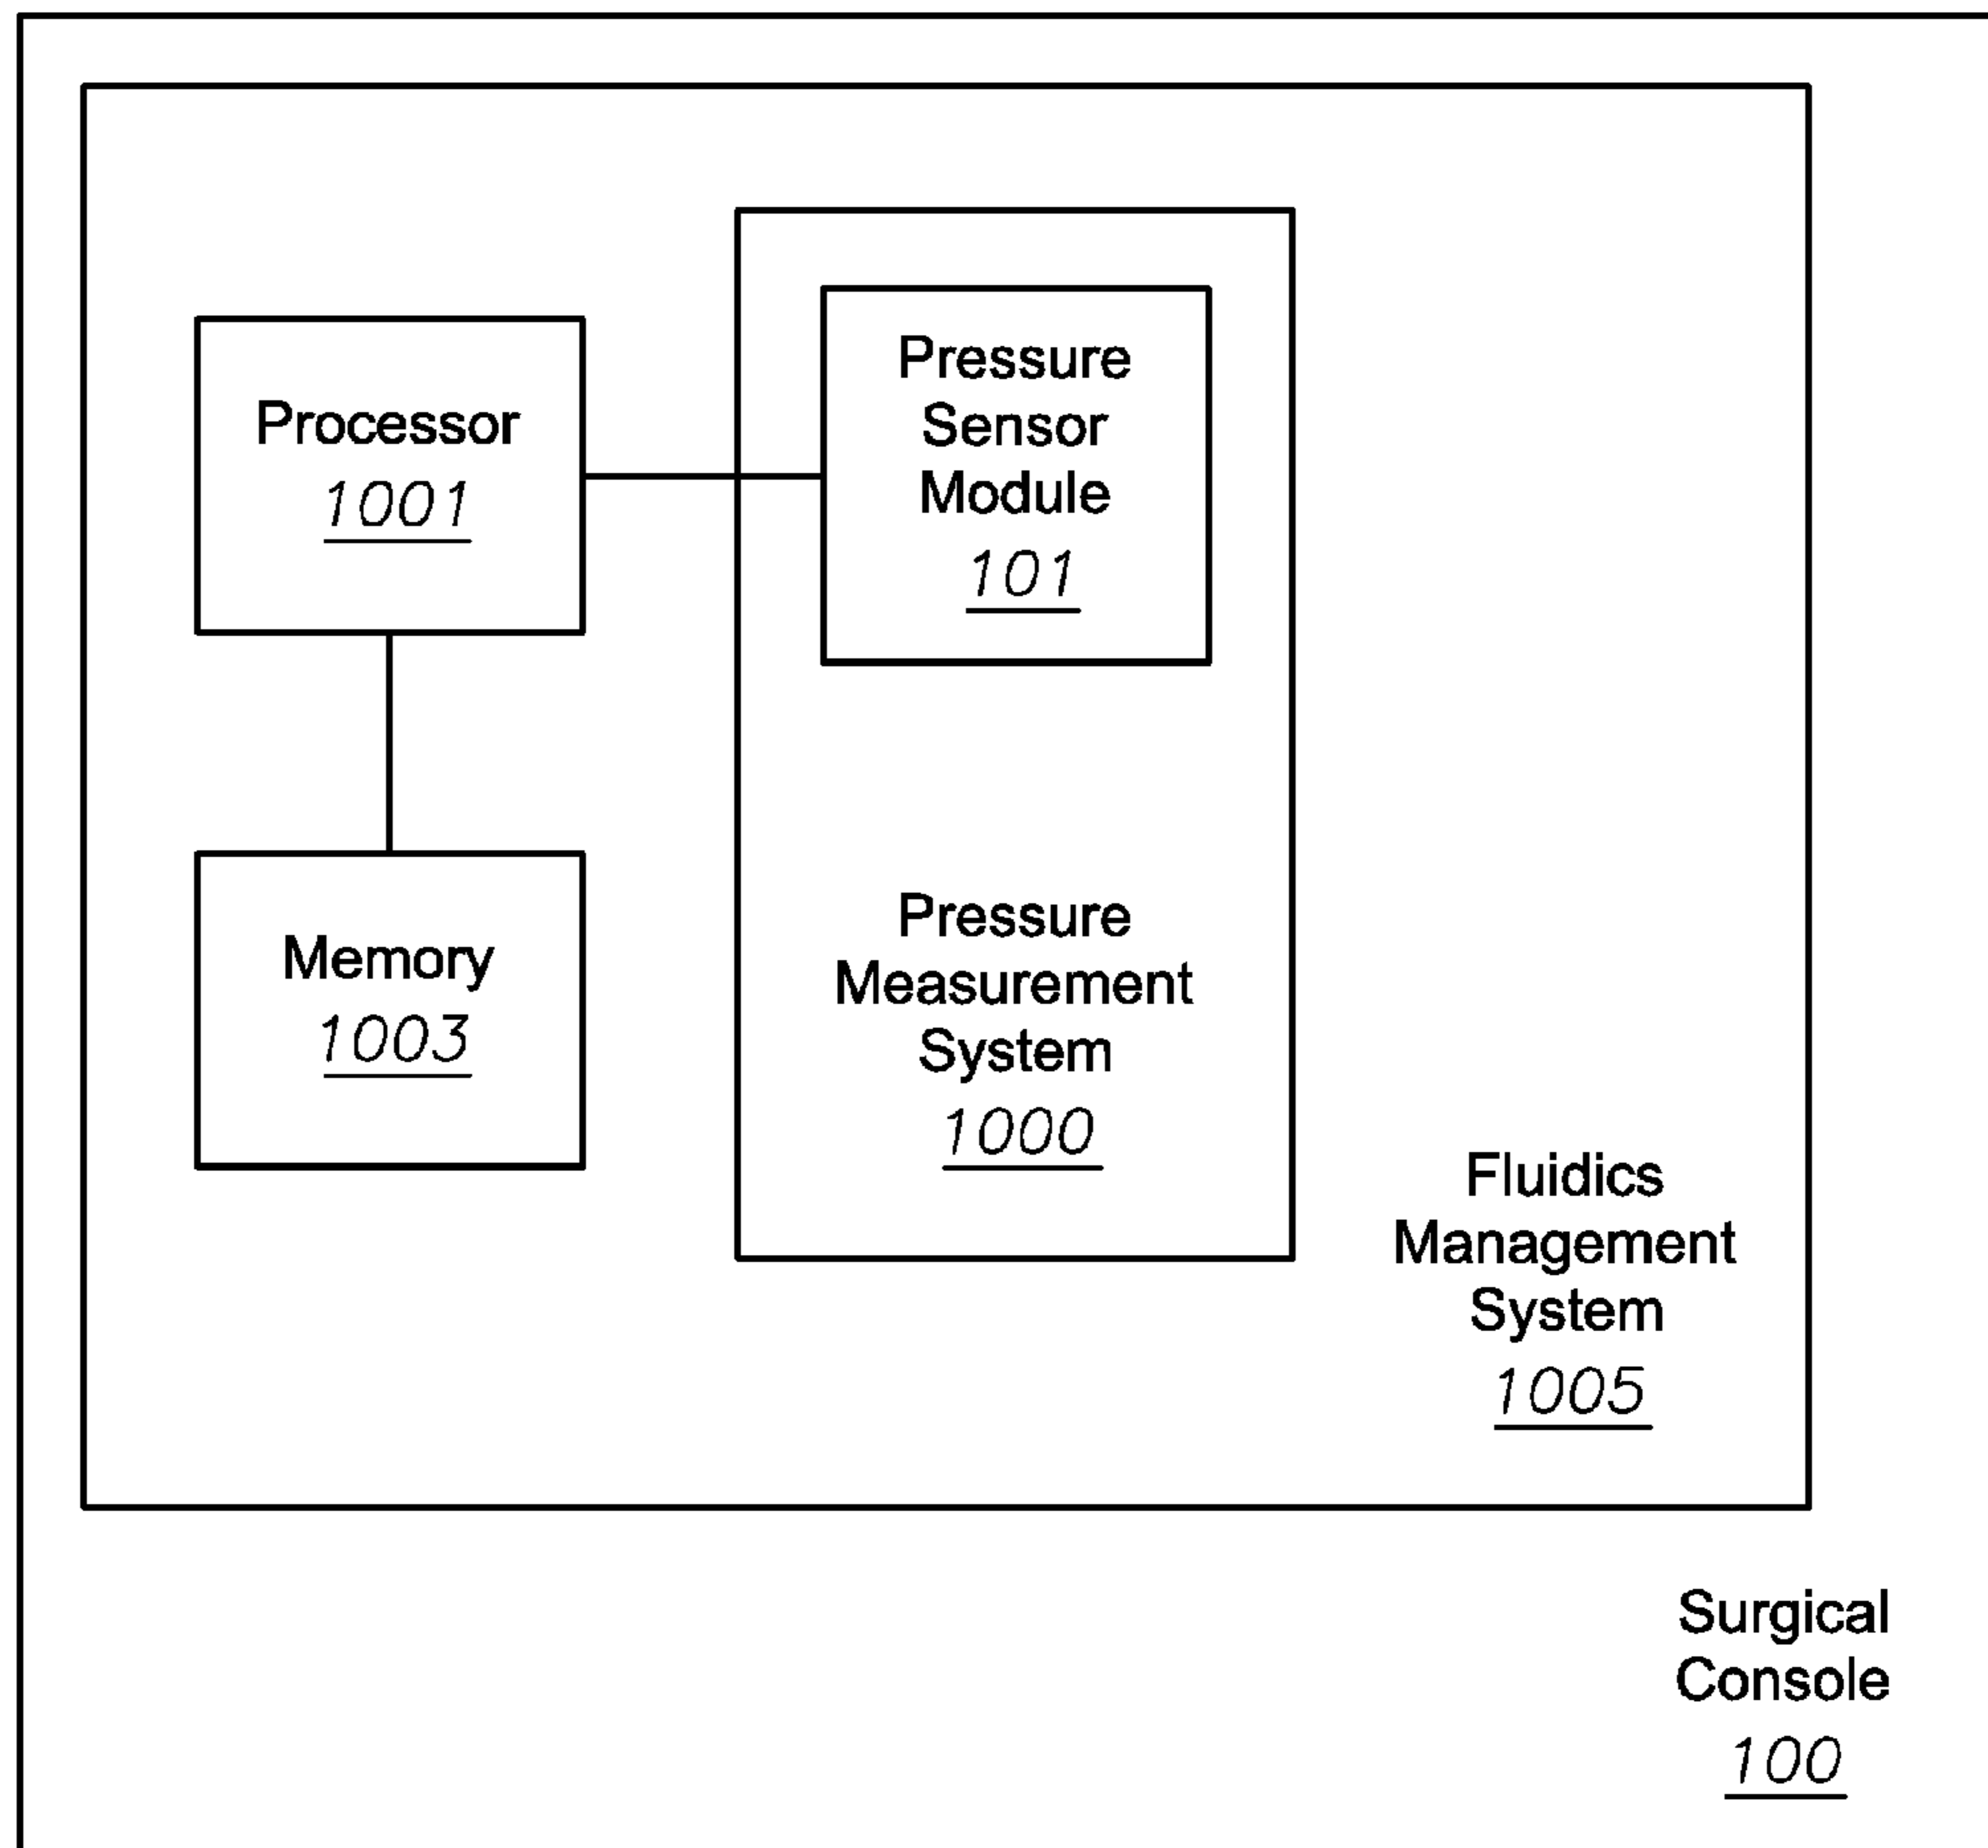 Processor
1001
Pressure
Sensor
Module
101
Memory
1003
Pressure
Measurement
System
1000
Fluidics
Management
System
1005
Surgical
Console
100